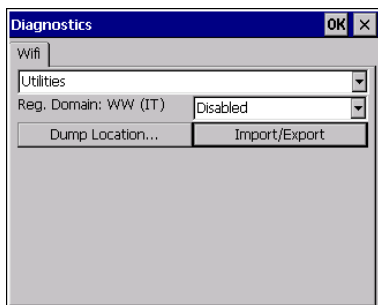 Diagnostics OK ×
Wifi
Utilities
Reg. Domain: WW (IT) Disabled
Dump Location... Import/Export